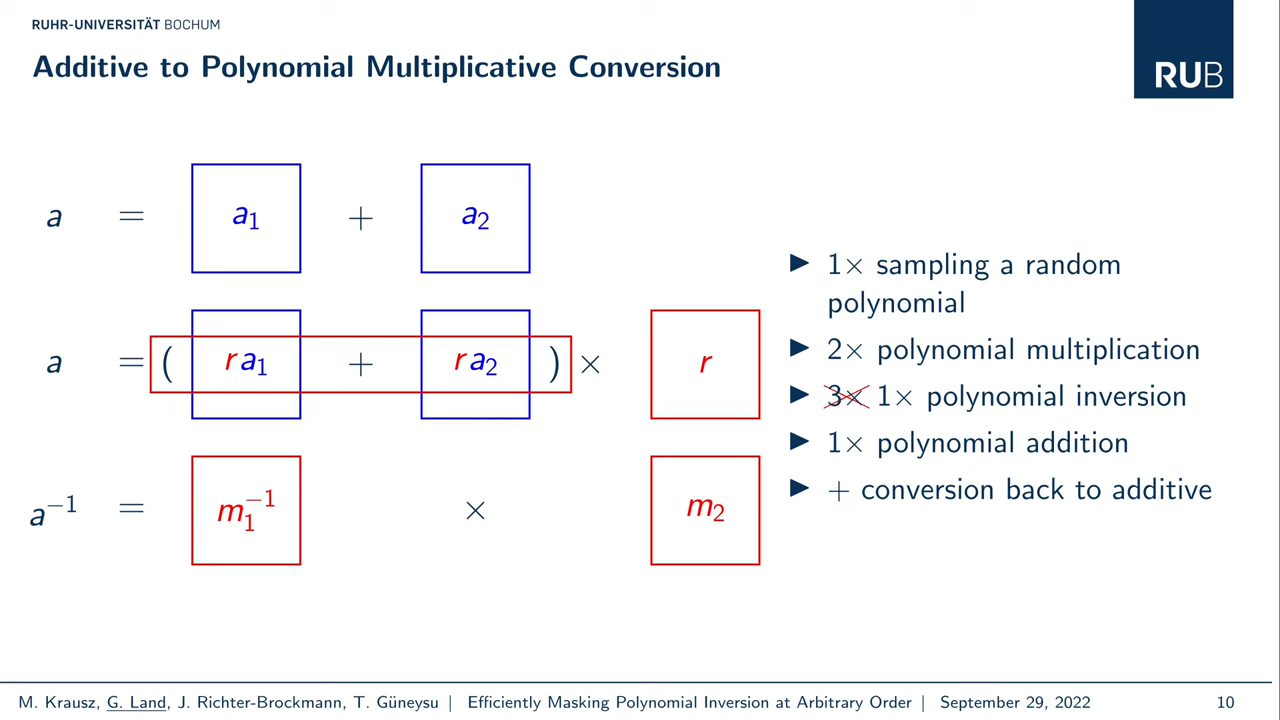 RUHR-UNIVERSITÄT BOCHUM
Additive to Polynomial Multiplicative Conversion
RUB
a = a₁ + a₂
a = ( r a₁ + r a₂ ) × r
a⁻¹ = m₁⁻¹ × m₂
▶ 1× sampling a random
polynomial
▶ 2× polynomial multiplication
▶ 3× 1× polynomial inversion
▶ 1× polynomial addition
▶ + conversion back to additive
M. Krausz, G. Land, J. Richter-Brockmann, T. Güneysu | Efficiently Masking Polynomial Inversion at Arbitrary Order | September 29, 2022 10